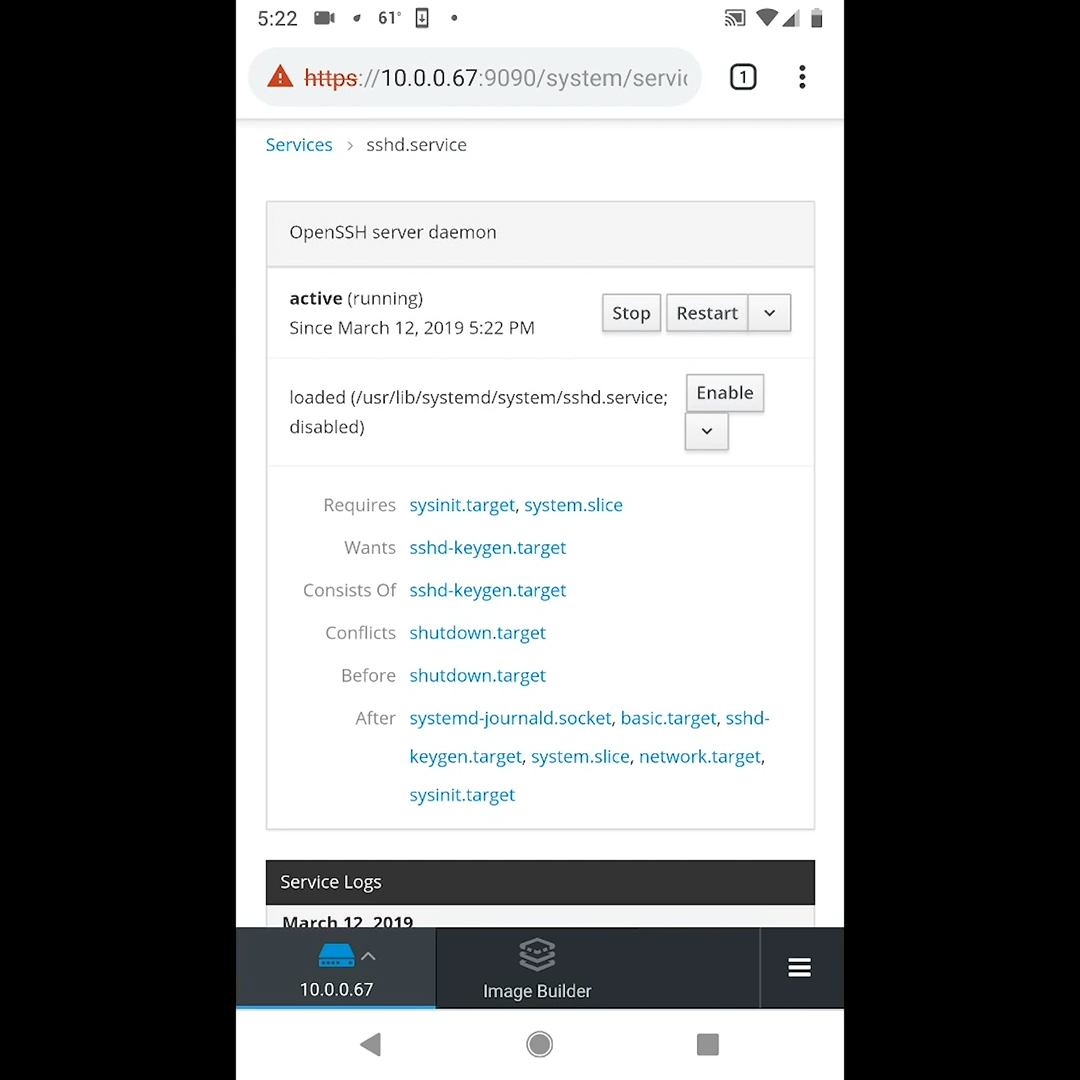 5:22 61°
https://10.0.0.67:9090/system/servic 1
Services > sshd.service
OpenSSH server daemon
active (running)
Since March 12, 2019 5:22 PM
Stop Restart
loaded (/usr/lib/systemd/system/sshd.service;
disabled)
Enable
Requires sysinit.target, system.slice
Wants sshd-keygen.target
Consists Of sshd-keygen.target
Conflicts shutdown.target
Before shutdown.target
After systemd-journald.socket, basic.target, sshd-
keygen.target, system.slice, network.target,
sysinit.target
Service Logs
March 12, 2019
10.0.0.67
Image Builder